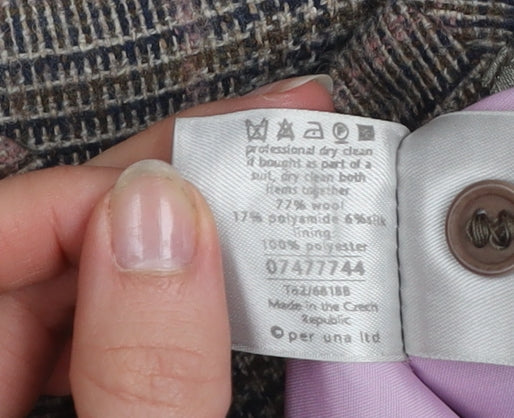 professional dry clean
if bought as part of a
suit, dry clean both
items together
77% wool
17% polyamide 6%silk
lining:
100% polyester
07477744
T62/6818B
Made in the Czech
Republic
© per una ltd